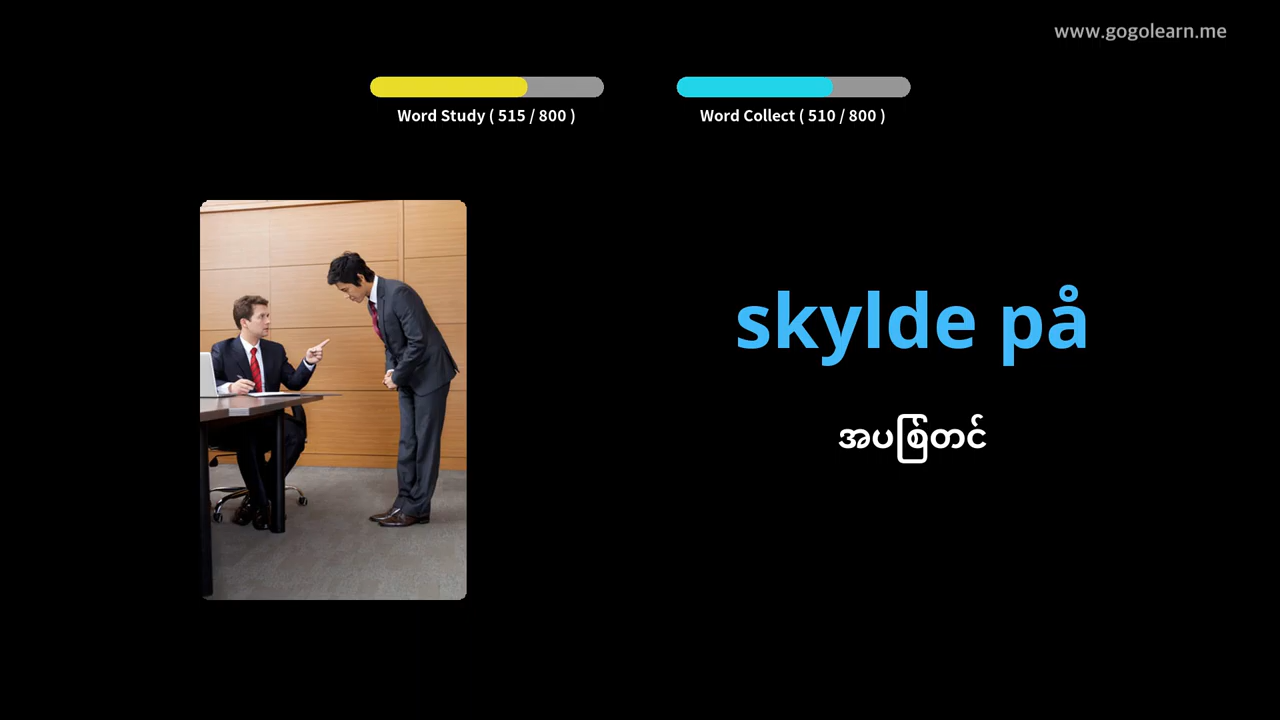 www.gogolearn.me
Word Study ( 515 / 800 )
Word Collect ( 510 / 800 )
skylde på
အပြစ်တင်